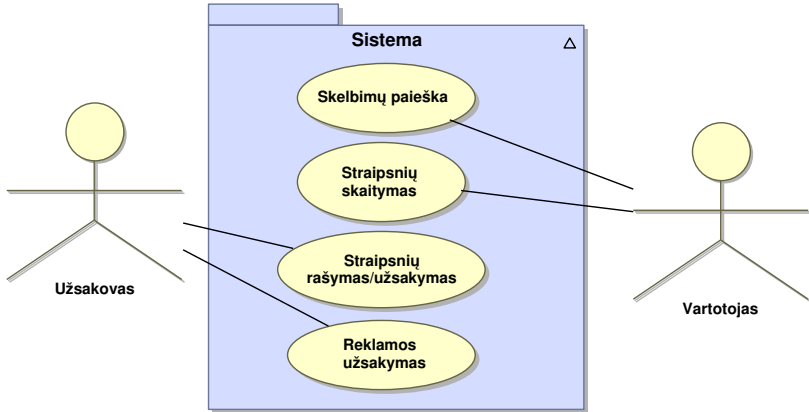 Sistema
Skelbimų paieška
Straipsnių
skaitymas
Straipsnių
rašymas/užsakymas
Reklamos
užsakymas
Užsakovas
Vartotojas